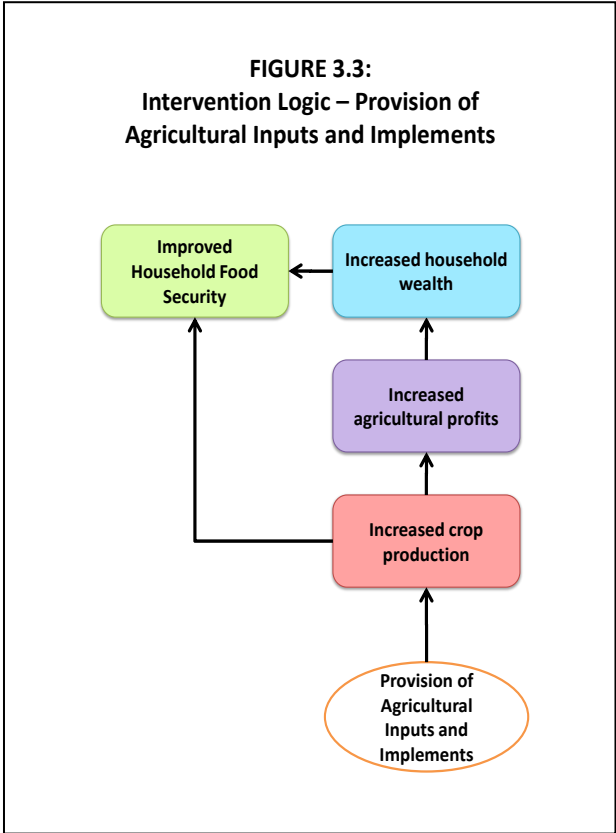 FIGURE 3.3:
Intervention Logic – Provision of
Agricultural Inputs and Implements
Improved
Household Food
Security
Increased household
wealth
Increased
agricultural profits
Increased crop
production
Provision of
Agricultural
Inputs and
Implements